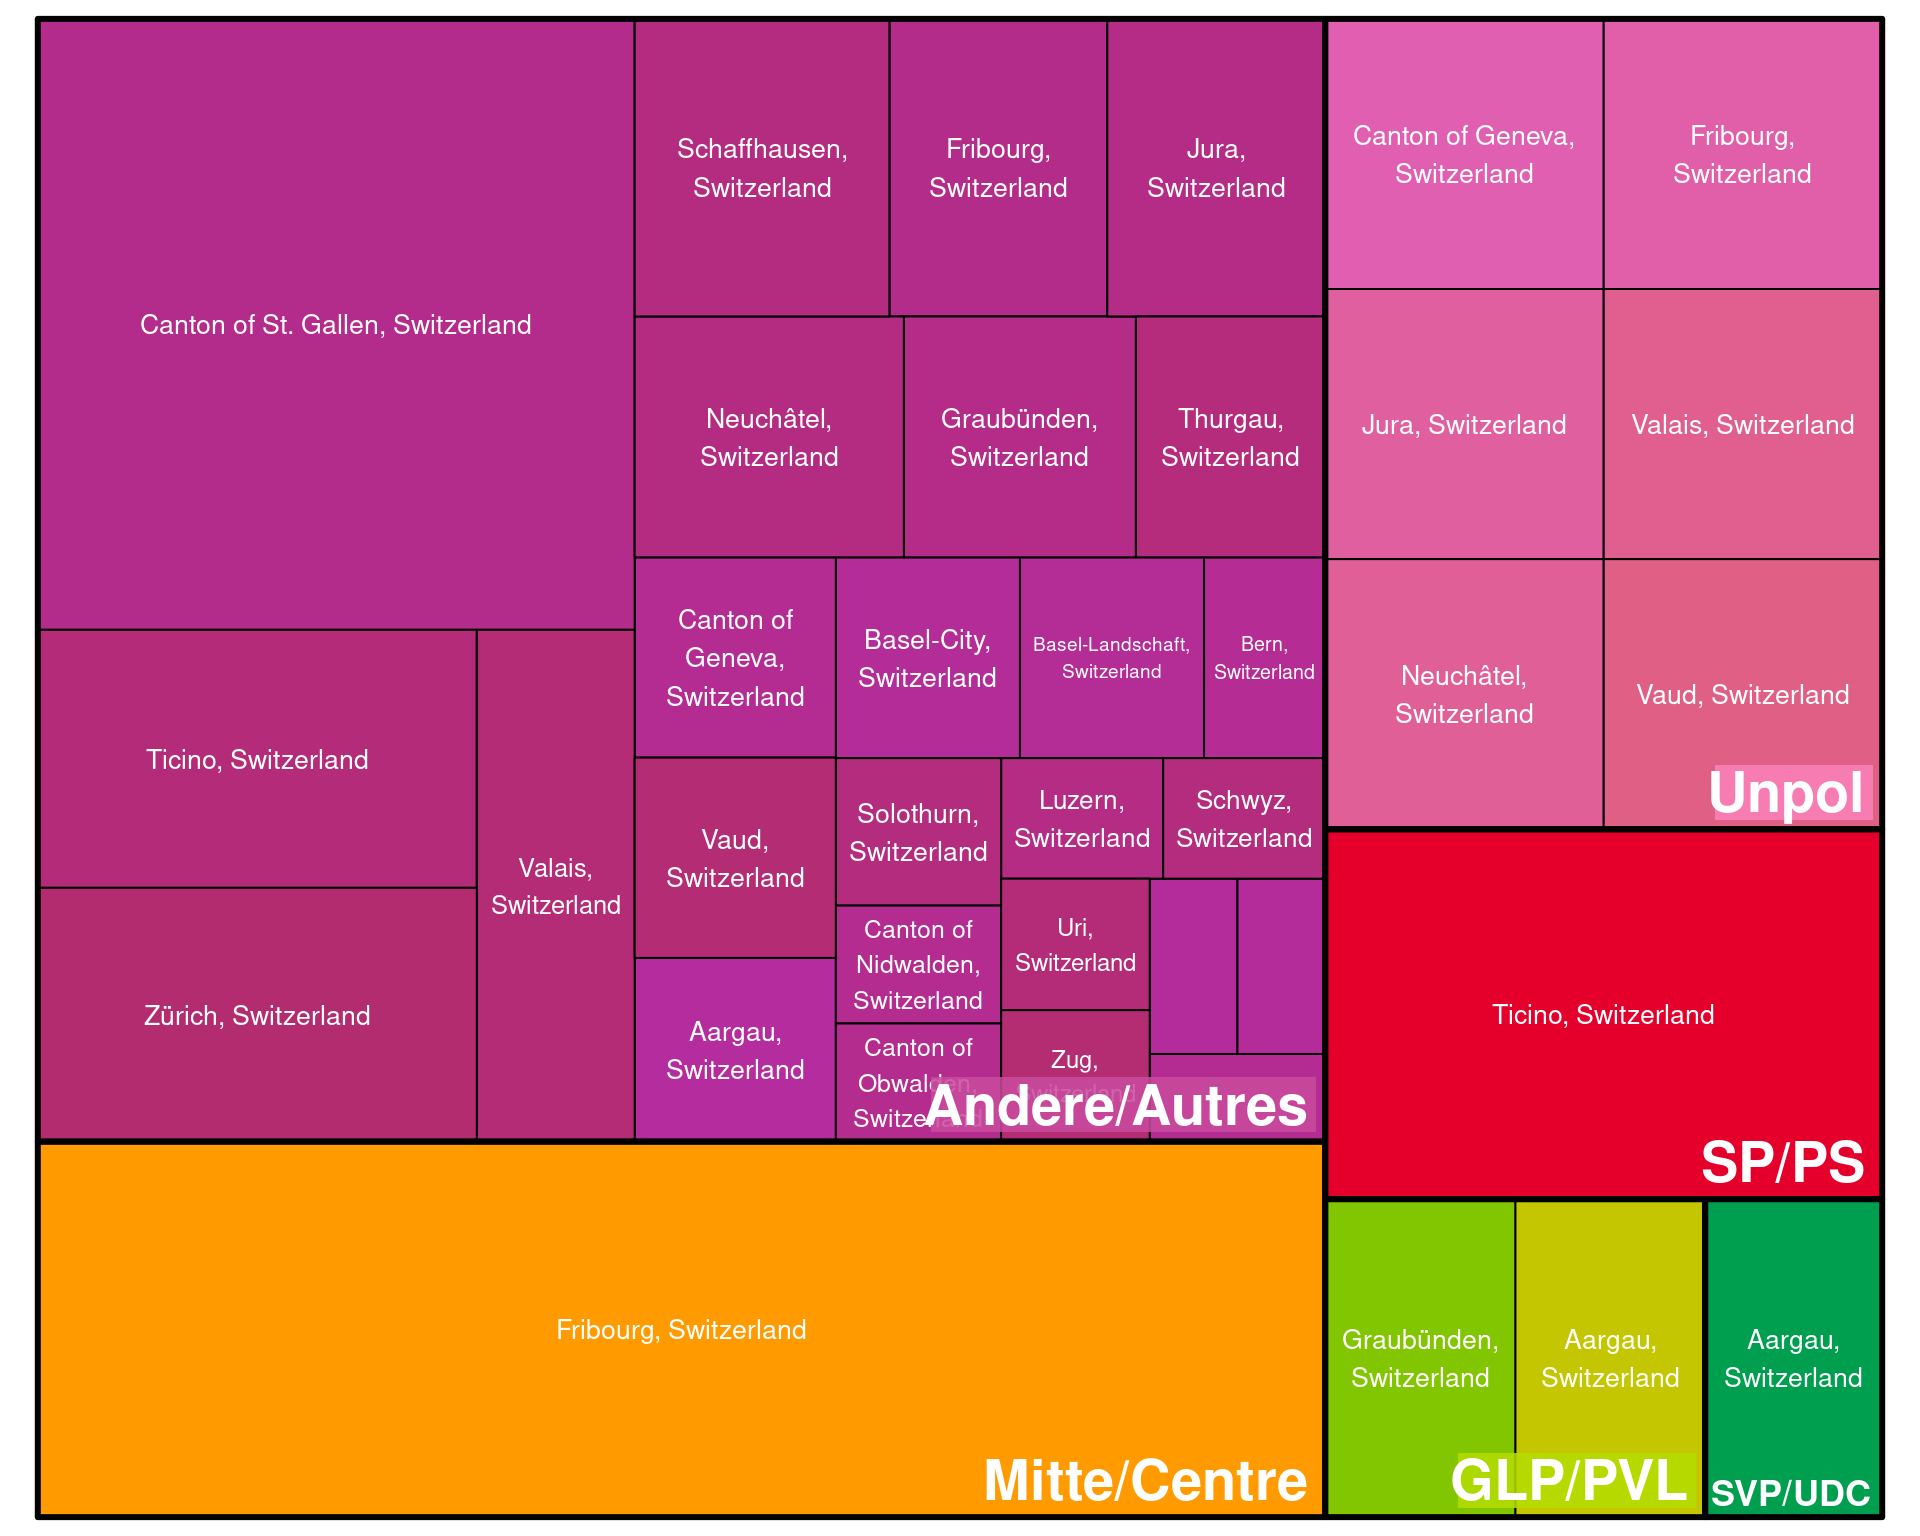 Canton of St. Gallen, Switzerland
Schaffhausen,
Switzerland
Fribourg,
Switzerland
Jura,
Switzerland
Neuchâtel,
Switzerland
Graubünden,
Switzerland
Thurgau,
Switzerland
Ticino, Switzerland
Zürich, Switzerland
Valais,
Switzerland
Canton of
Geneva,
Switzerland
Basel-City,
Switzerland
Basel-Landschaft,
Switzerland
Bern,
Switzerland
Vaud,
Switzerland
Aargau,
Switzerland
Solothurn,
Switzerland
Luzern,
Switzerland
Schwyz,
Switzerland
Canton of
Nidwalden,
Switzerland
Uri,
Switzerland
Canton of
Obwalden,
Switzerland
Zug,
Switzerland
Andere/Autres
Fribourg, Switzerland
Mitte/Centre
Canton of Geneva,
Switzerland
Fribourg,
Switzerland
Jura, Switzerland
Valais, Switzerland
Neuchâtel,
Switzerland
Vaud, Switzerland
Unpol
Ticino, Switzerland
SP/PS
Graubünden,
Switzerland
Aargau,
Switzerland
GLP/PVL
Aargau,
Switzerland
SVP/UDC